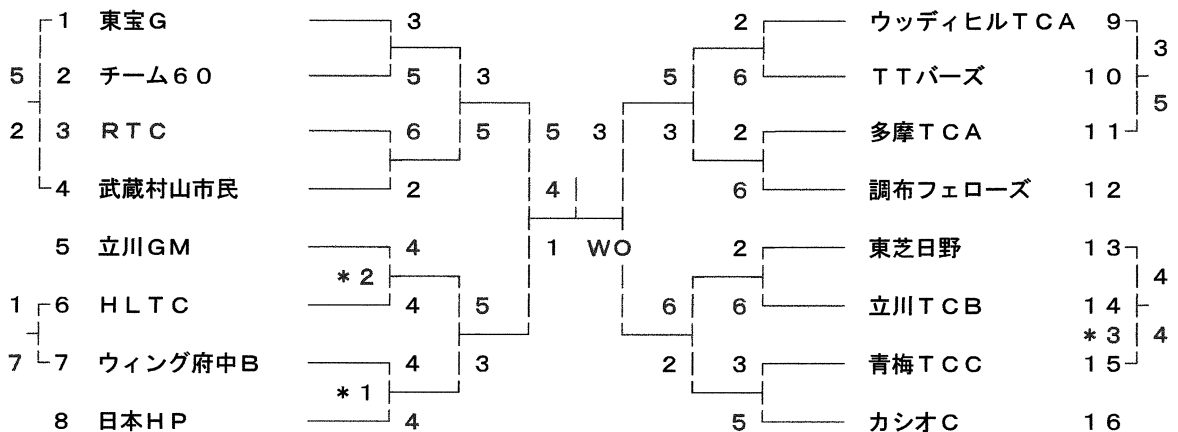 1 東宝G 3 2 ウッディヒルTCA 9
3
5 2 チーム60 5 3 5 6 TTバーズ 10
5
2 3 RTC 6 5 5 3 3 2 多摩TCA 11
4 武蔵村山市民 2 4 6 調布フェローズ 12
5 立川GM 4 1 WO 2 東芝日野 13
*2 4
1 6 HLTC 4 5 6 6 立川TCB 14
*3 4
7 7 ウィング府中B 4 3 2 3 青梅TCC 15
*1
8 日本HP 4 5 カシオC 16